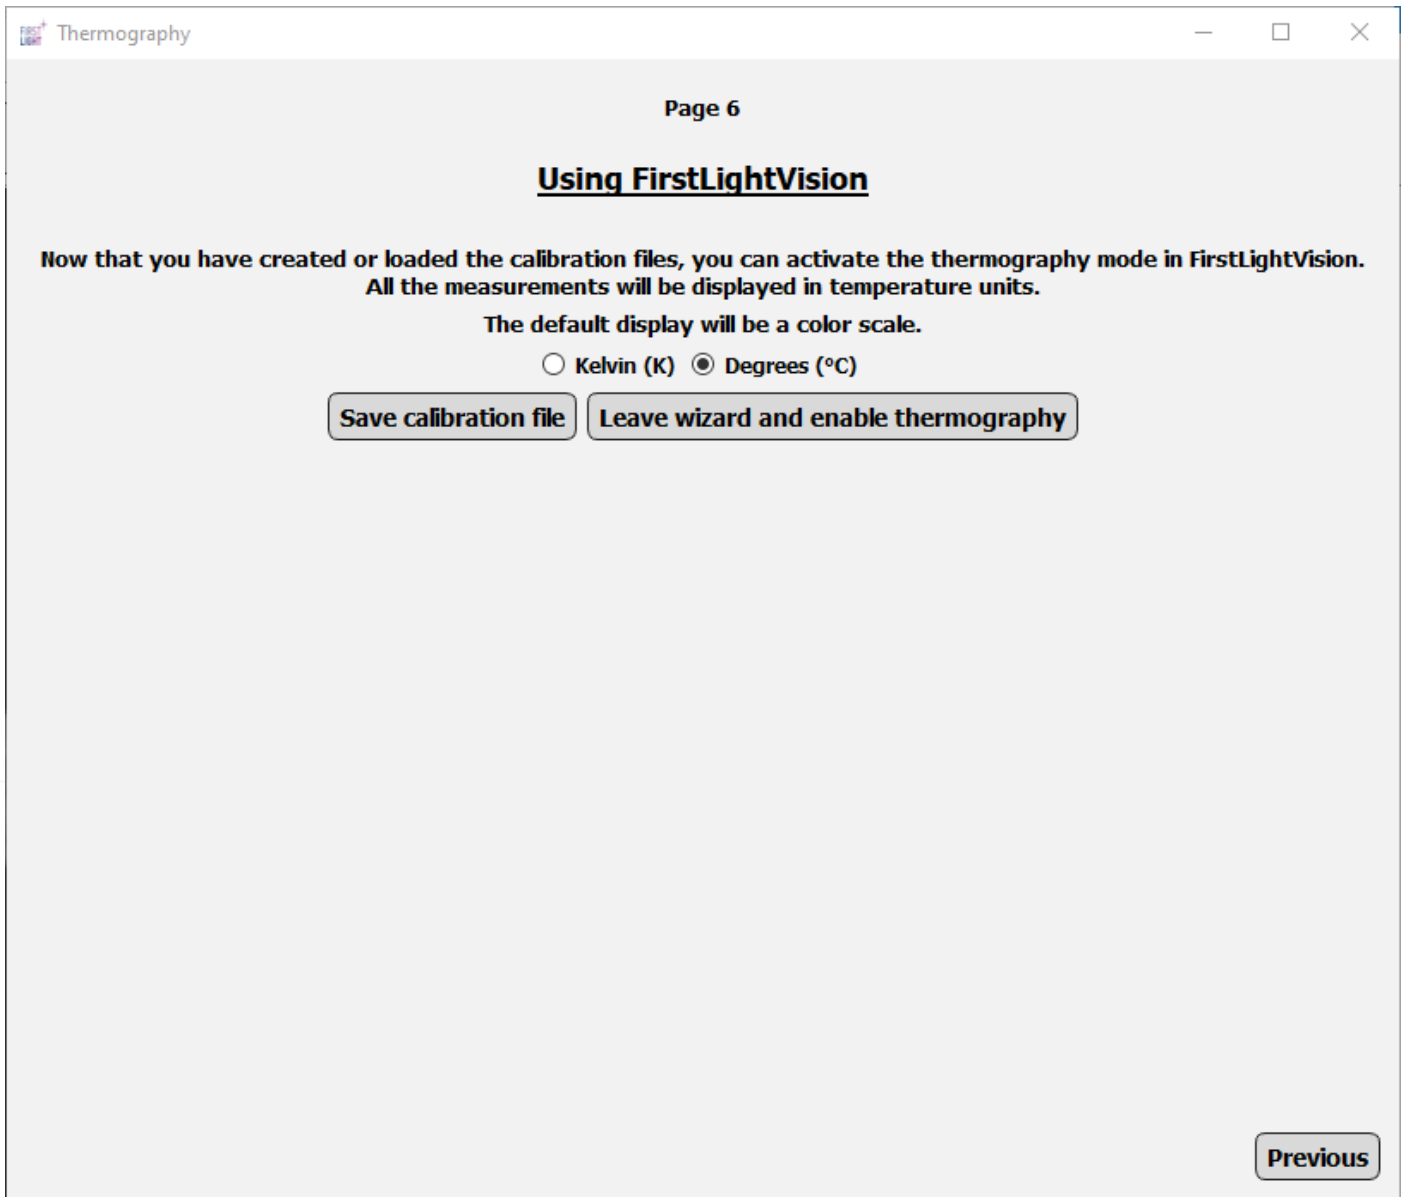 FIRST LIGHT
Thermography
Page 6
Using FirstLightVision
Now that you have created or loaded the calibration files, you can activate the thermography mode in FirstLightVision.
All the measurements will be displayed in temperature units.
The default display will be a color scale.
Kelvin (K) Degrees (°C)
Save calibration file Leave wizard and enable thermography
Previous